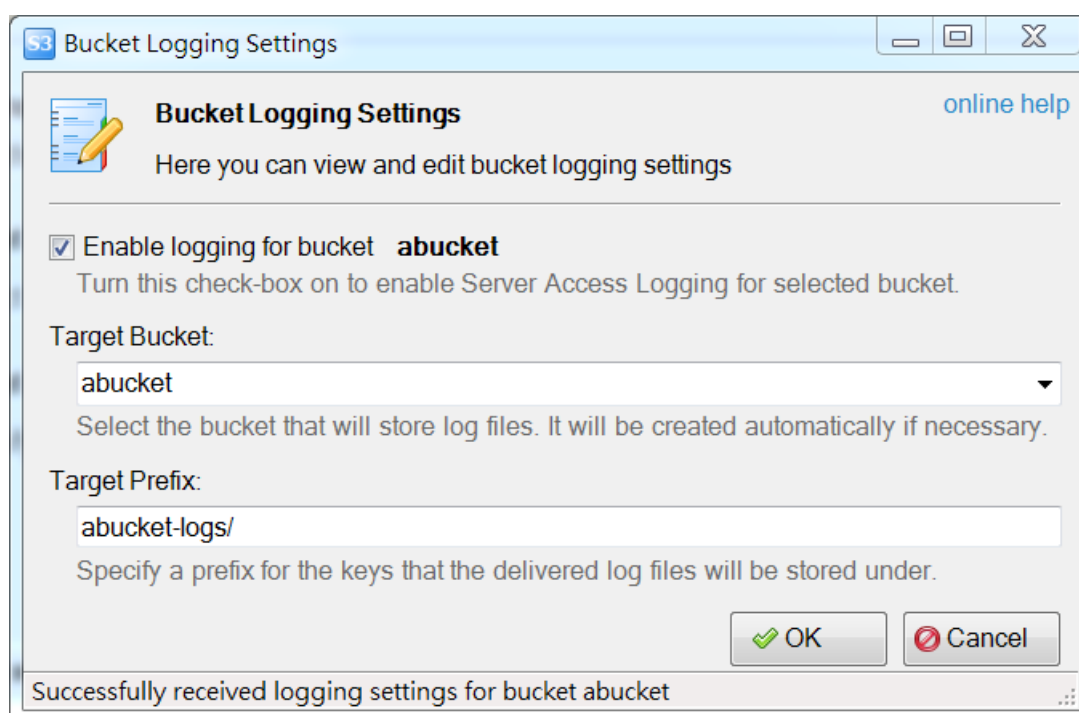 S3 Bucket Logging Settings
Bucket Logging Settings
online help
Here you can view and edit bucket logging settings
Enable logging for bucket abucket
Turn this check-box on to enable Server Access Logging for selected bucket.
Target Bucket:
abucket
Select the bucket that will store log files. It will be created automatically if necessary.
Target Prefix:
abucket-logs/
Specify a prefix for the keys that the delivered log files will be stored under.
OK
Cancel
Successfully received logging settings for bucket abucket